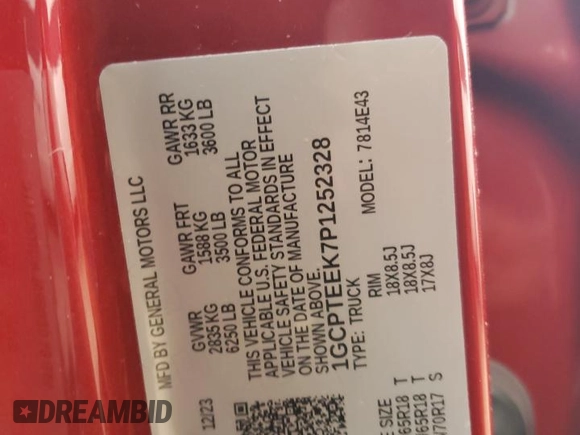 MFD BY GENERAL MOTORS LLC
12/23
GVWR GAWR FRT GAWR RR
2835 KG 1588 KG 1633 KG
6250 LB 3500 LB 3600 LB
THIS VEHICLE CONFORMS TO ALL
APPLICABLE U.S. FEDERAL MOTOR
VEHICLE SAFETY STANDARDS IN EFFECT
ON THE DATE OF MANUFACTURE
SHOWN ABOVE.
1GCPTEEK7P1252328
TYPE: TRUCK MODEL: 7814E43
SIZE RIM
65R18 T 18X8.5J
65R18 T 18X8.5J
70R17 S 17X8J
DREAMBID